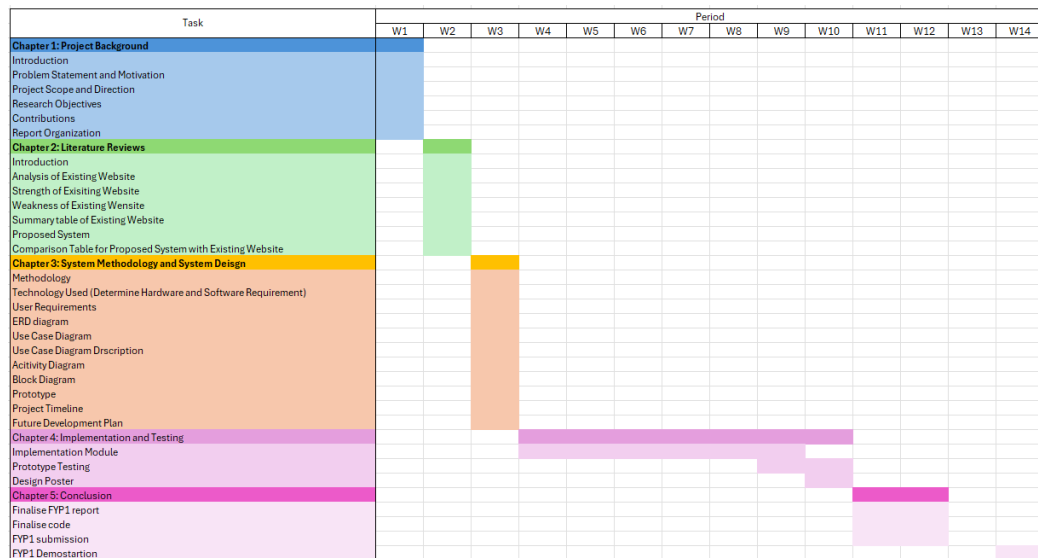 Task
Period
W1 W2 W3 W4 W5 W6 W7 W8 W9 W10 W11 W12 W13 W14
Chapter 1: Project Background
Introduction
Problem Statement and Motivation
Project Scope and Direction
Research Objectives
Contributions
Report Organization
Chapter 2: Literature Reviews
Introduction
Analysis of Existing Website
Strength of Exisiting Website
Weakness of Existing Wensite
Summary table of Existing Website
Proposed System
Comparison Table for Proposed System with Existing Website
Chapter 3: System Methodology and System Deisgn
Methodology
Technology Used (Determine Hardware and Software Requirement)
User Requirements
ERD diagram
Use Case Diagram
Use Case Diagram Drscription
Acitivity Diagram
Block Diagram
Prototype
Project Timeline
Future Development Plan
Chapter 4: Implementation and Testing
Implementation Module
Prototype Testing
Design Poster
Chapter 5: Conclusion
Finalise FYP1 report
Finalise code
FYP1 submission
FYP1 Demostartion